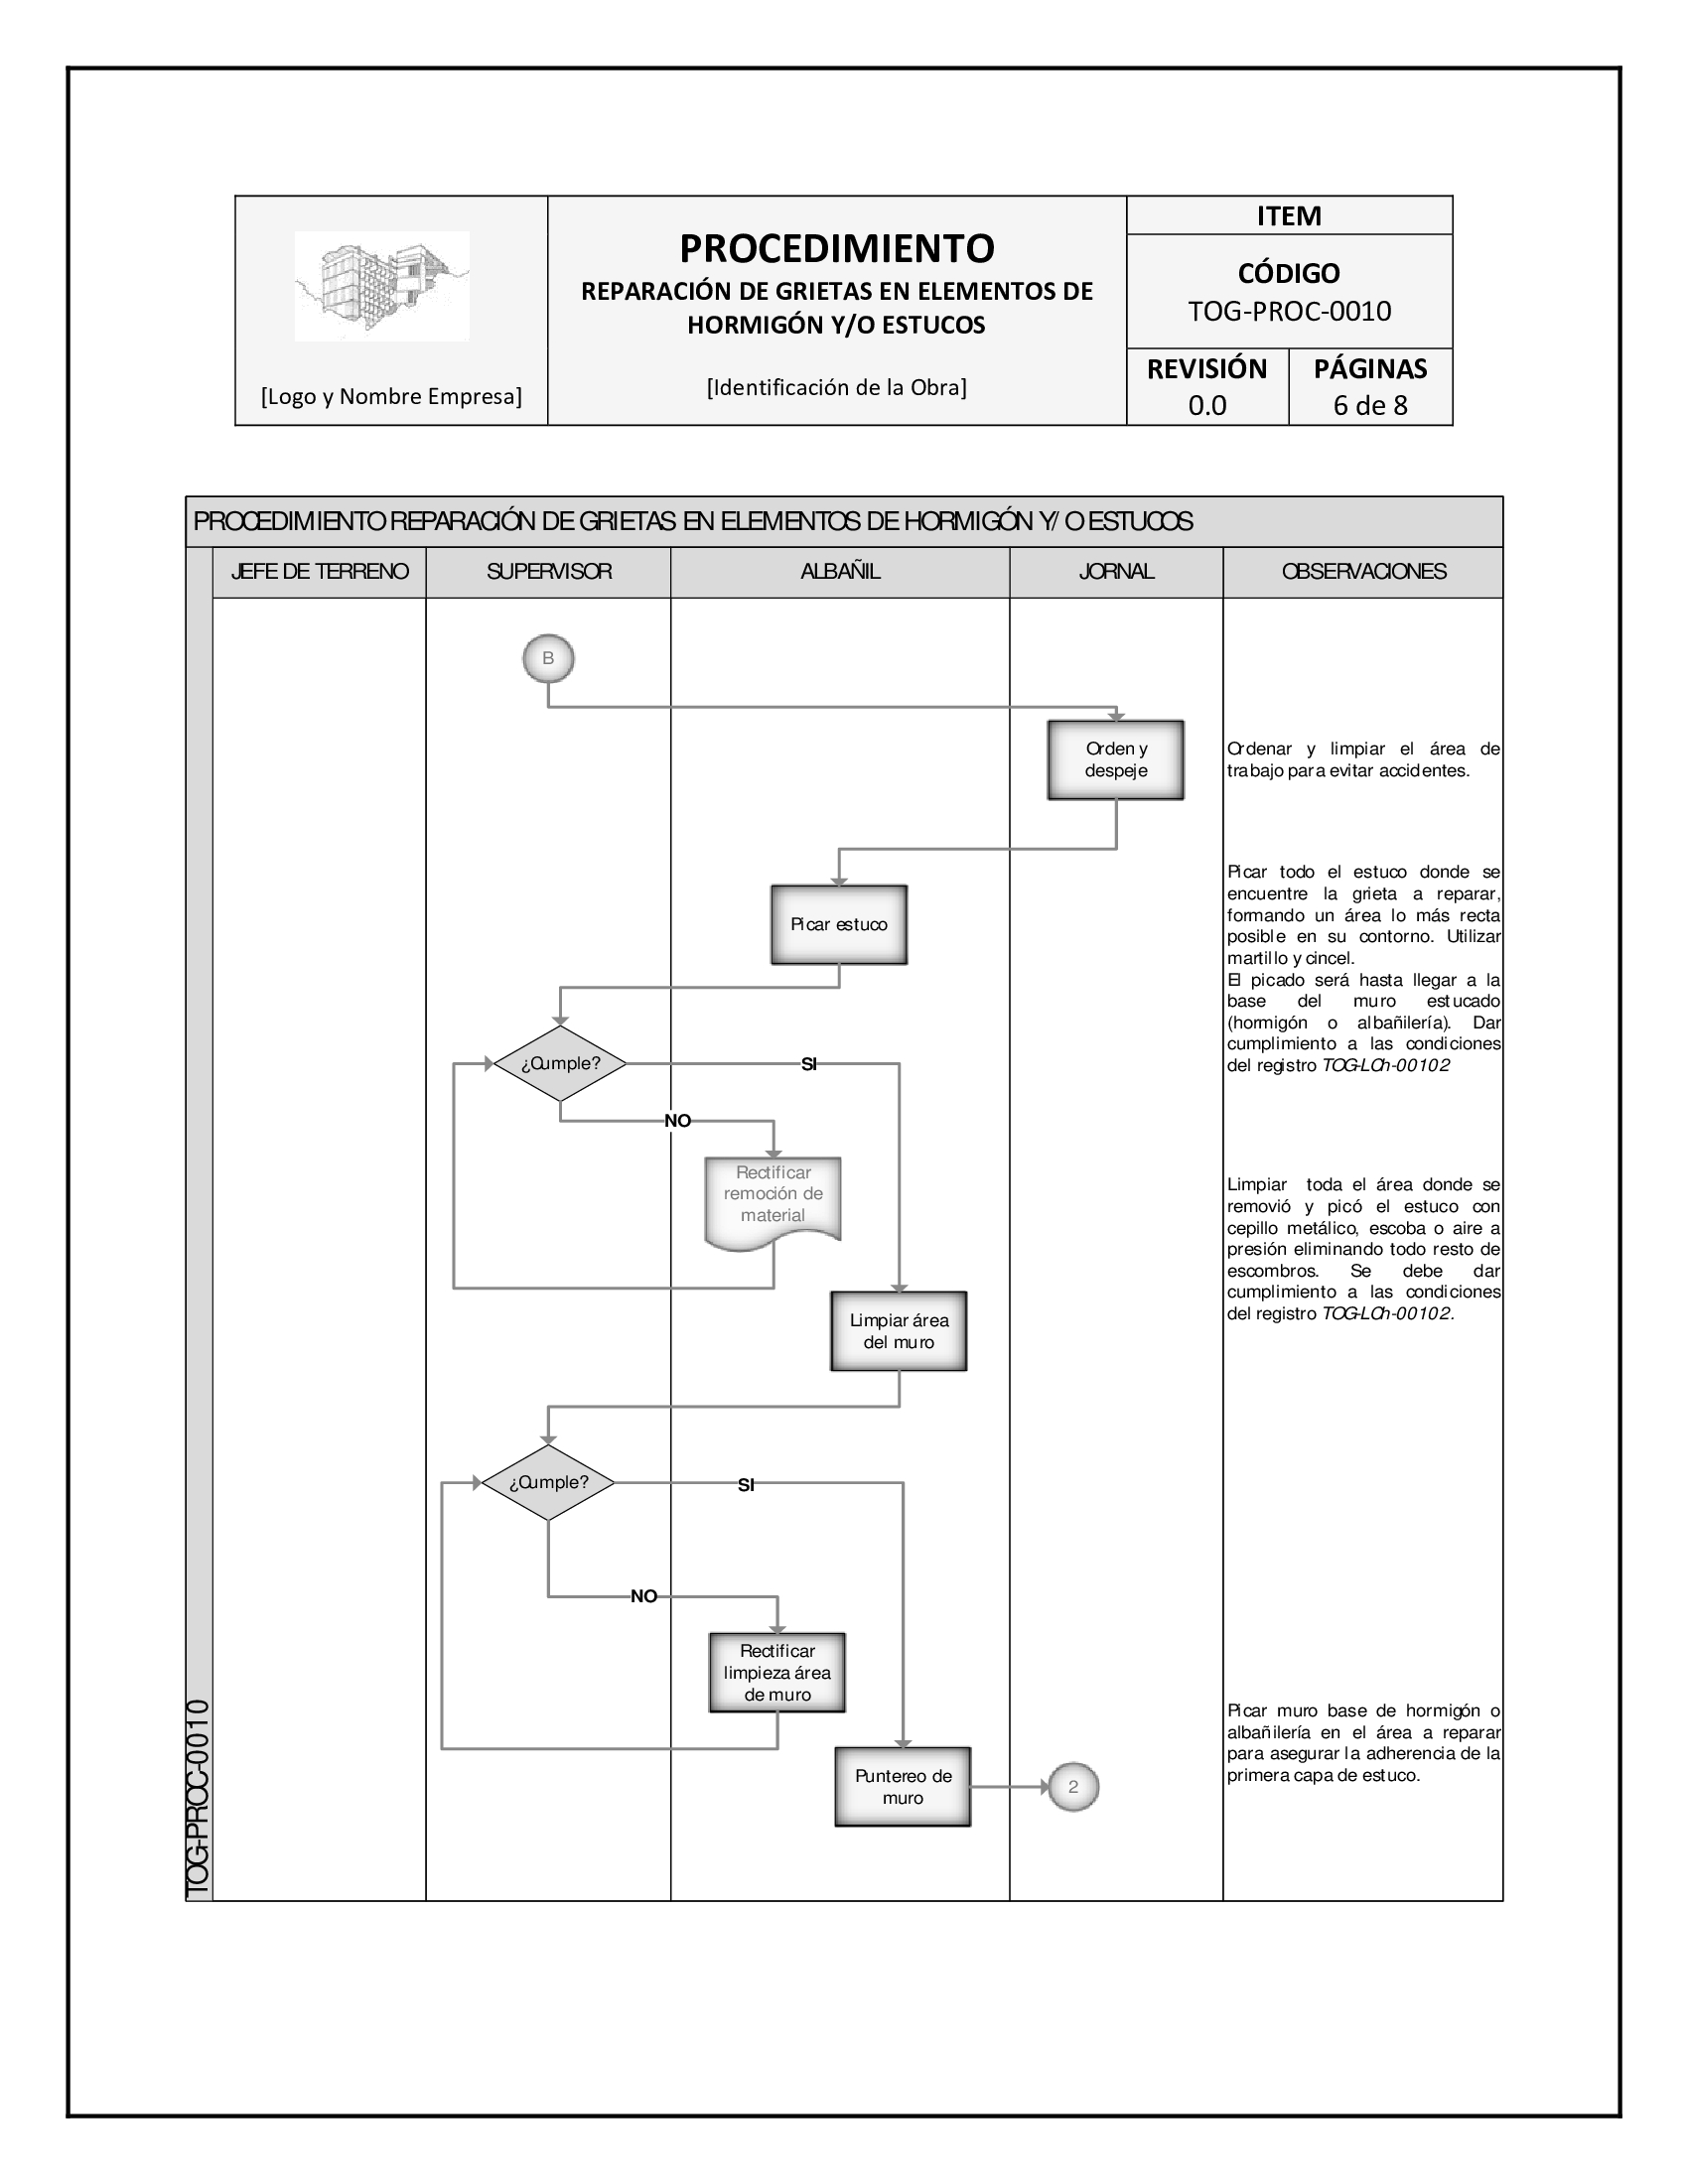 [Logo y Nombre Empresa]
PROCEDIMIENTO
REPARACIÓN DE GRIETAS EN ELEMENTOS DE
HORMIGÓN Y/O ESTUCOS
[Identificación de la Obra]
ITEM
CÓDIGO
TOG-PROC-0010
REVISIÓN
0.0
PÁGINAS
6 de 8
PROCEDIMIENTO REPARACIÓN DE GRIETAS EN ELEMENTOS DE HORMIGÓN Y/ O ESTUCOS
TOG-PROC-0010
JEFE DE TERRENO
SUPERVISOR
ALBAÑIL
JORNAL
OBSERVACIONES
B
Orden y
despeje
Ordenar y limpiar el área de
trabajo para evitar accidentes.
Picar estuco
Picar todo el estuco donde se
encuentre la grieta a reparar,
formando un área lo más recta
posible en su contorno. Utilizar
martillo y cincel.
El picado será hasta llegar a la
base del muro estucado
(hormigón o albañilería). Dar
cumplimiento a las condiciones
del registro TOG-LCh-00102
¿Cumple?
SI
NO
Rectificar
remoción de
material
Limpiar toda el área donde se
removió y picó el estuco con
cepillo metálico, escoba o aire a
presión eliminando todo resto de
escombros. Se debe dar
cumplimiento a las condiciones
del registro TOG-LCh-00102.
Limpiar área
del muro
¿Cumple?
SI
NO
Rectificar
limpieza área
de muro
Puntereo de
muro
2
Picar muro base de hormigón o
albañilería en el área a reparar
para asegurar la adherencia de la
primera capa de estuco.